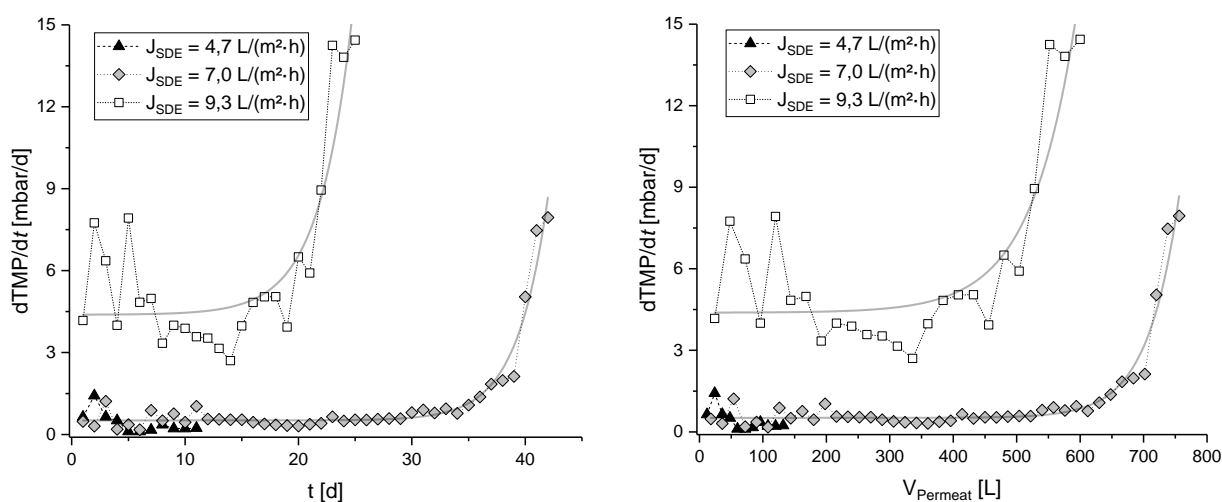 15
12
9
6
3
0
dTMP/dt [mbar/d]
J_SDE = 4,7 L/(m²·h)
J_SDE = 7,0 L/(m²·h)
J_SDE = 9,3 L/(m²·h)
0 10 20 30 40
t [d]
15
12
9
6
3
0
dTMP/dt [mbar/d]
J_SDE = 4,7 L/(m²·h)
J_SDE = 7,0 L/(m²·h)
J_SDE = 9,3 L/(m²·h)
0 100 200 300 400 500 600 700 800
V_Permeat [L]